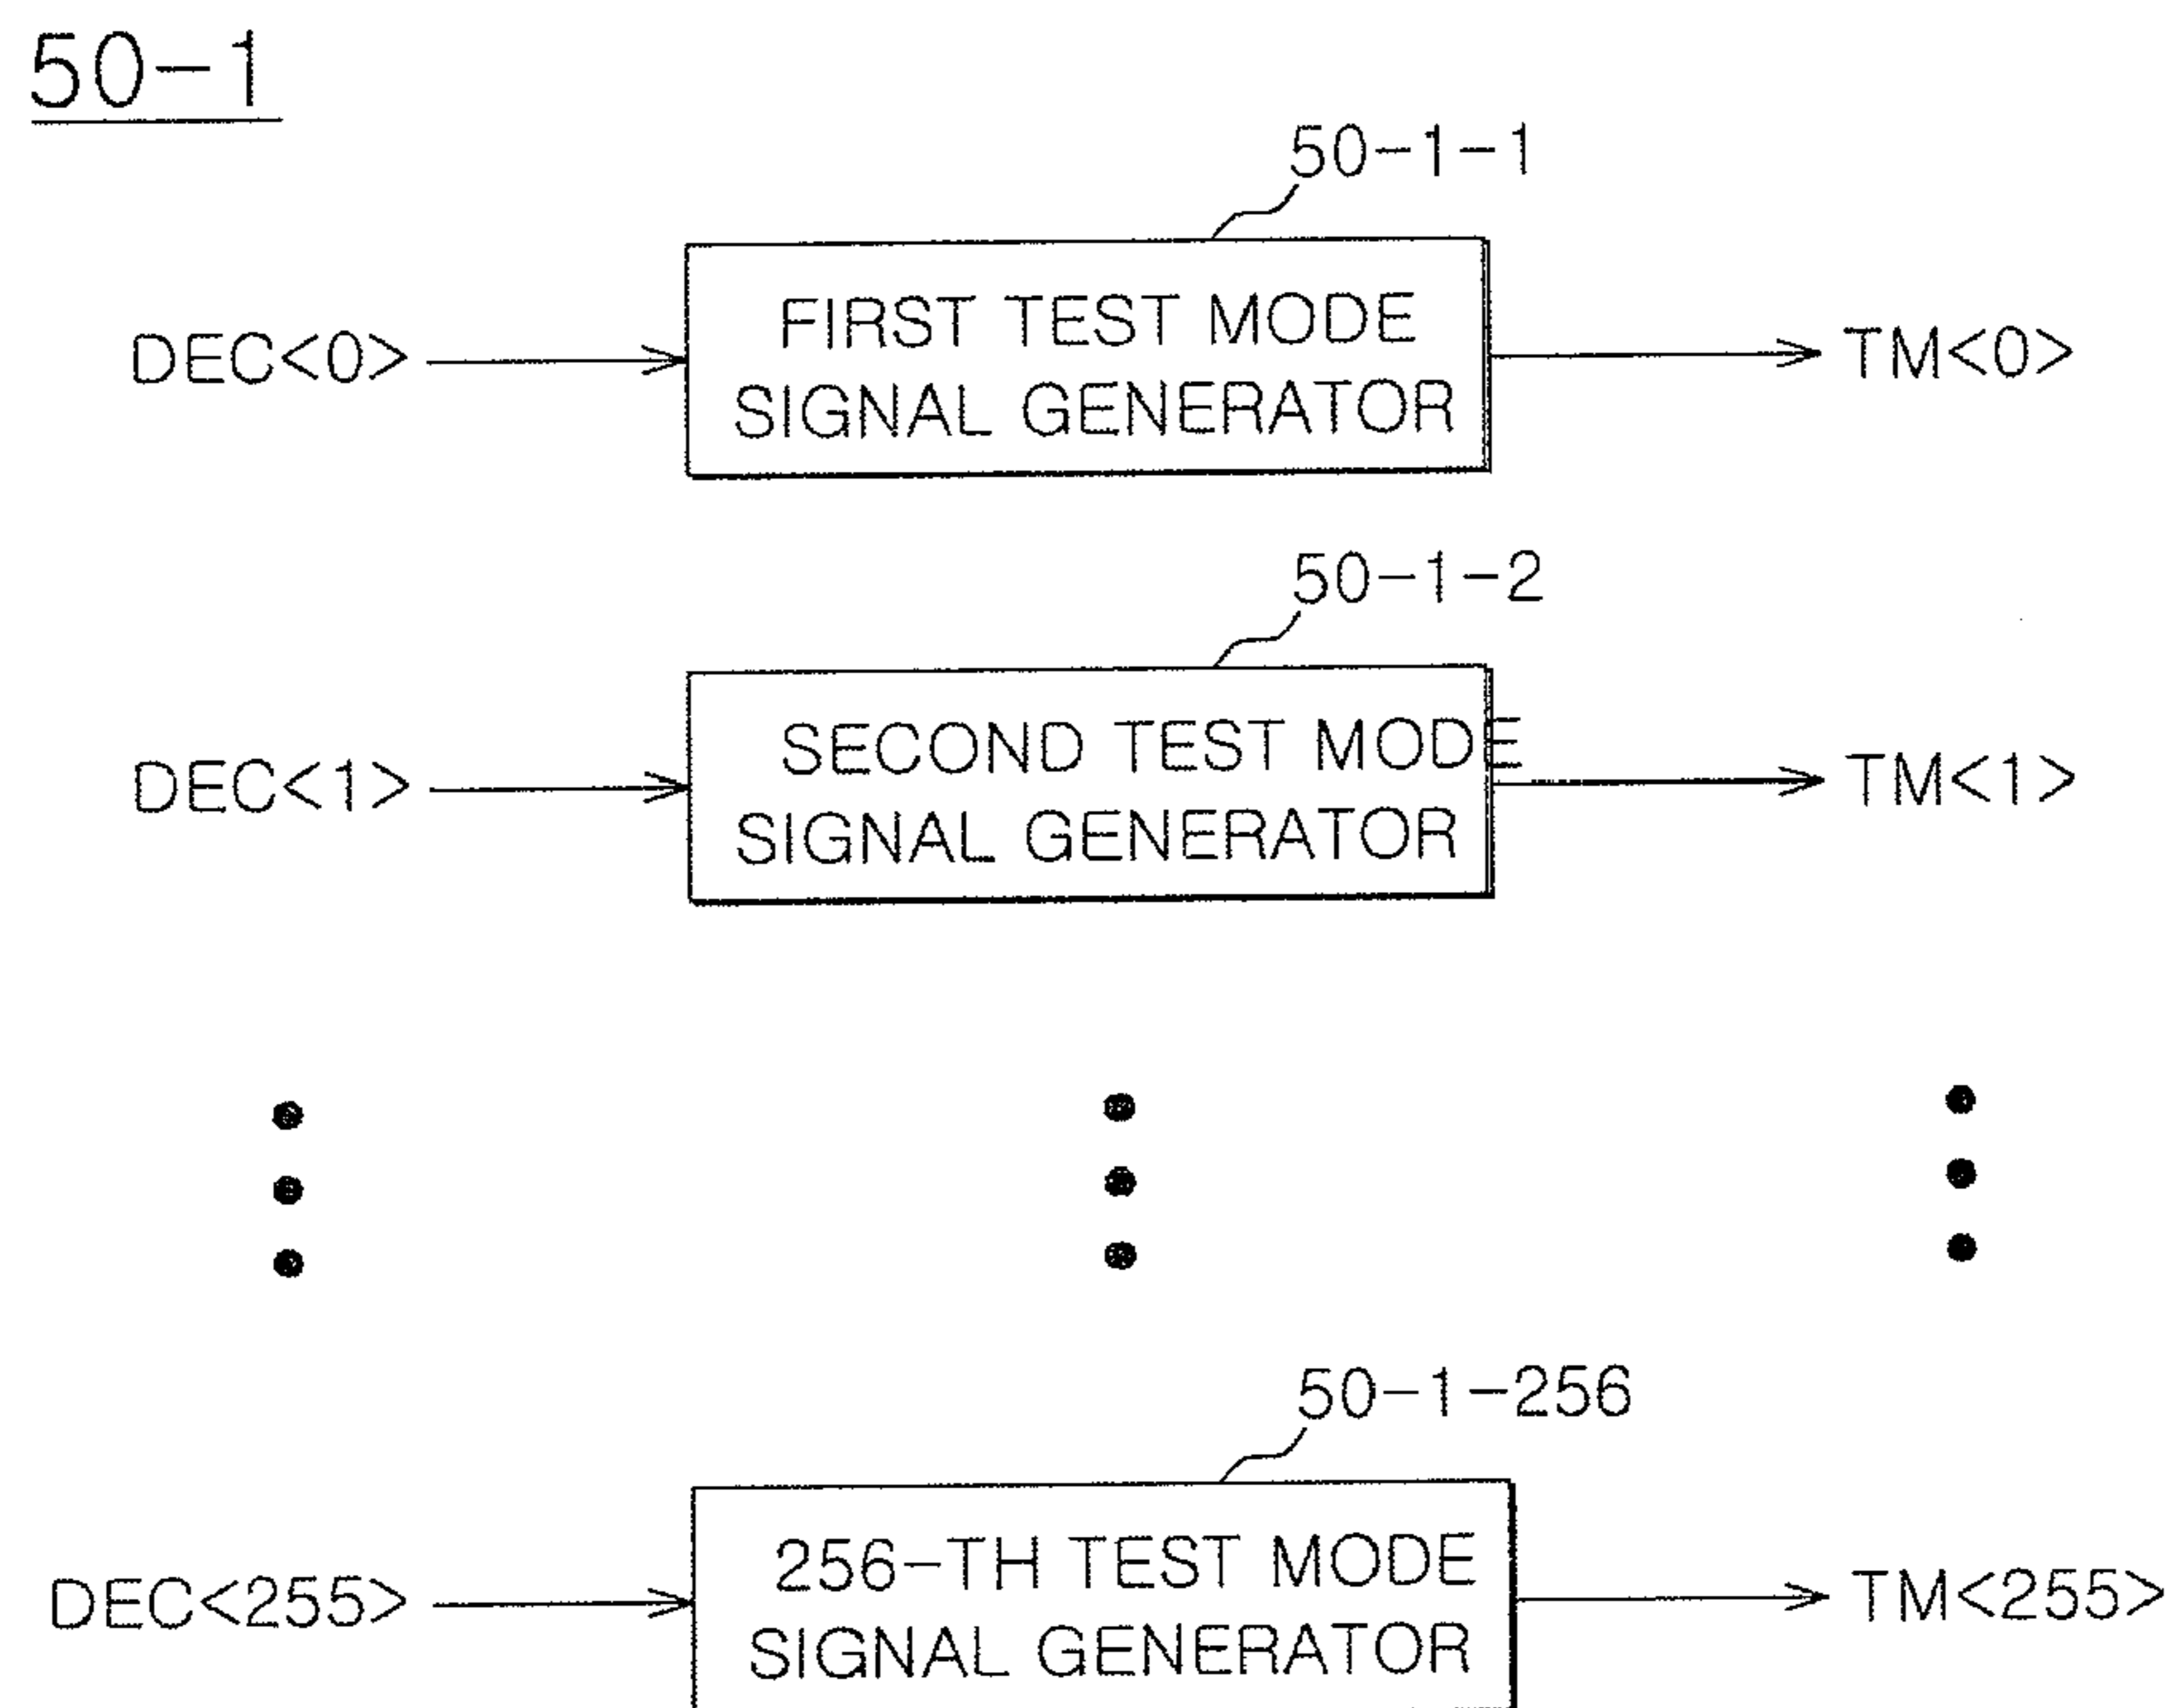 50-1
50-1-1
DEC<0>
FIRST TEST MODE
SIGNAL GENERATOR
TM<0>
50-1-2
DEC<1>
SECOND TEST MODE
SIGNAL GENERATOR
TM<1>
50-1-256
DEC<255>
256-TH TEST MODE
SIGNAL GENERATOR
TM<255>